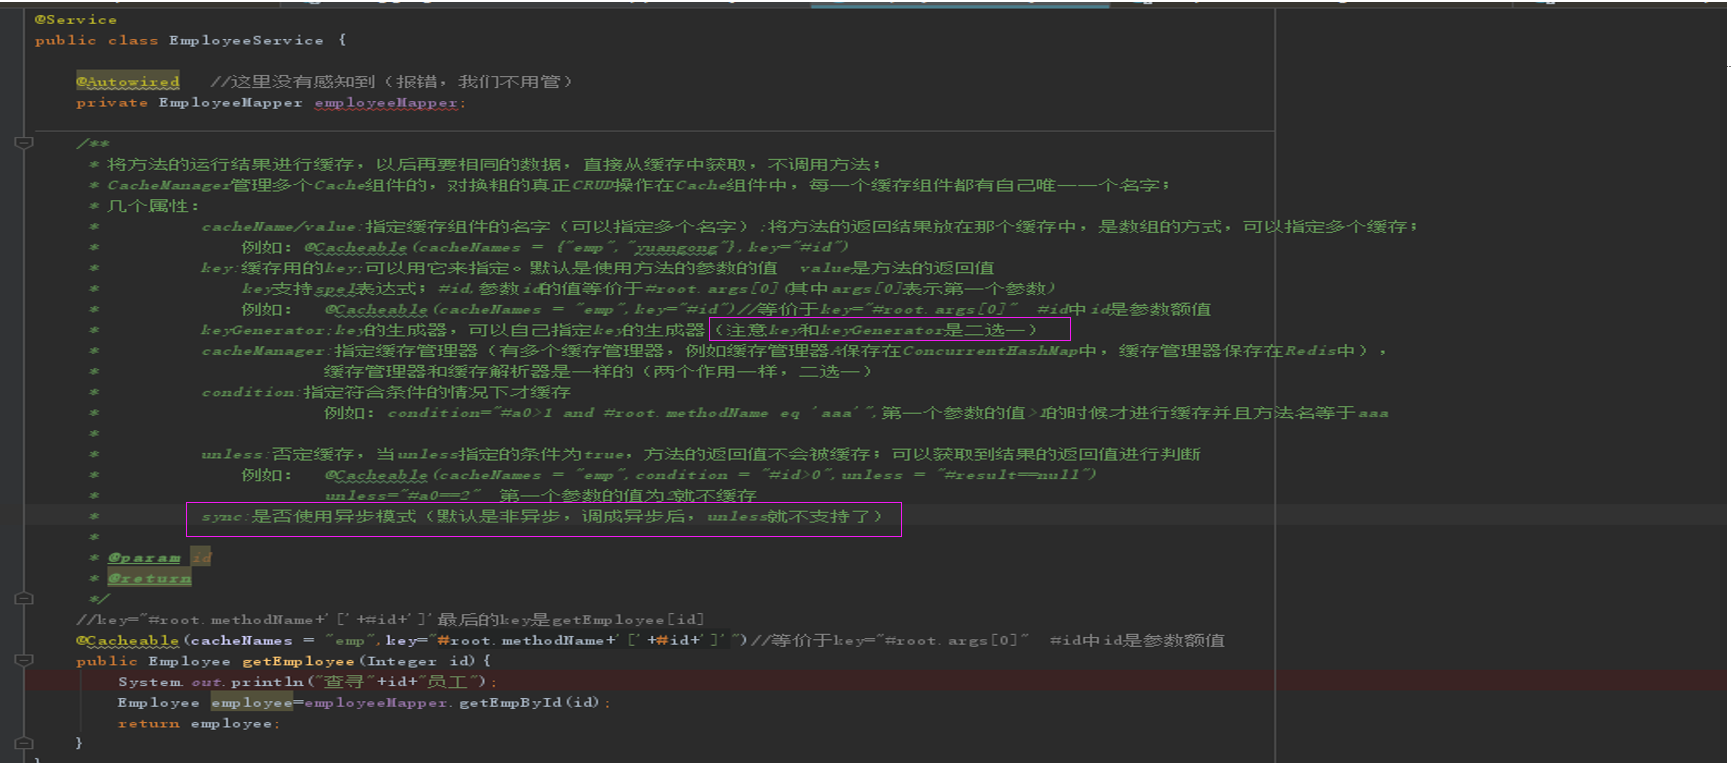 @Service
public class EmployeeService {
@Autowired //这里没有感知到（报错，我们不用管）
private EmployeeMapper employeeMapper;
/**
* 将方法的运行结果进行缓存，以后再要相同的数据，直接从缓存中获取，不调用方法；
* CacheManager管理多个Cache组件的，对换粗的真正CRUD操作在Cache组件中，每一个缓存组件都有自己唯一一个名字；
* 几个属性：
* cacheName/value:指定缓存组件的名字（可以指定多个名字）;将方法的返回结果放在那个缓存中，是数组的方式，可以指定多个缓存；
* 例如：@Cacheable(cacheNames = {"emp","yuangong"},key="#id")
* key:缓存用的key;可以用它来指定。默认是使用方法的参数的值 value是方法的返回值
* key支持spel表达式；#id,参数id的值等价于#root.args[0](其中args[0]表示第一个参数)
* 例如： @Cacheable(cacheNames = "emp",key="#id")//等价于key="#root.args[0]" #id中id是参数额值
* keyGenerator:key的生成器，可以自己指定key的生成器（注意key和keyGenerator是二选一）
* cacheManager:指定缓存管理器（有多个缓存管理器，例如缓存管理器A保存在ConcurrentHashMap中，缓存管理器保存在Redis中），
* 缓存管理器和缓存解析器是一样的（两个作用一样，二选一）
* condition:指定符合条件的情况下才缓存
* 例如：condition="#a0>1 and #root.methodName eq 'aaa'",第一个参数的值>1的时候才进行缓存并且方法名等于aaa
*
* unless:否定缓存，当unless指定的条件为true，方法的返回值不会被缓存；可以获取到结果的返回值进行判断
* 例如： @Cacheable(cacheNames = "emp",condition = "#id>0",unless = "#result==null")
* unless="#a0==2" 第一个参数的值为2就不缓存
* sync:是否使用异步模式（默认是非异步，调成异步后，unless就不支持了）
*
* @param id
* @return
*/
//key="#root.methodName+'['+#id+']'最后的key是getEmployee[id]
@Cacheable(cacheNames = "emp",key="#root.methodName+'['+#id+']'")//等价于key="#root.args[0]" #id中id是参数额值
public Employee getEmployee(Integer id){
System.out.println("查寻"+id+"员工");
Employee employee=employeeMapper.getEmpById(id);
return employee;
}